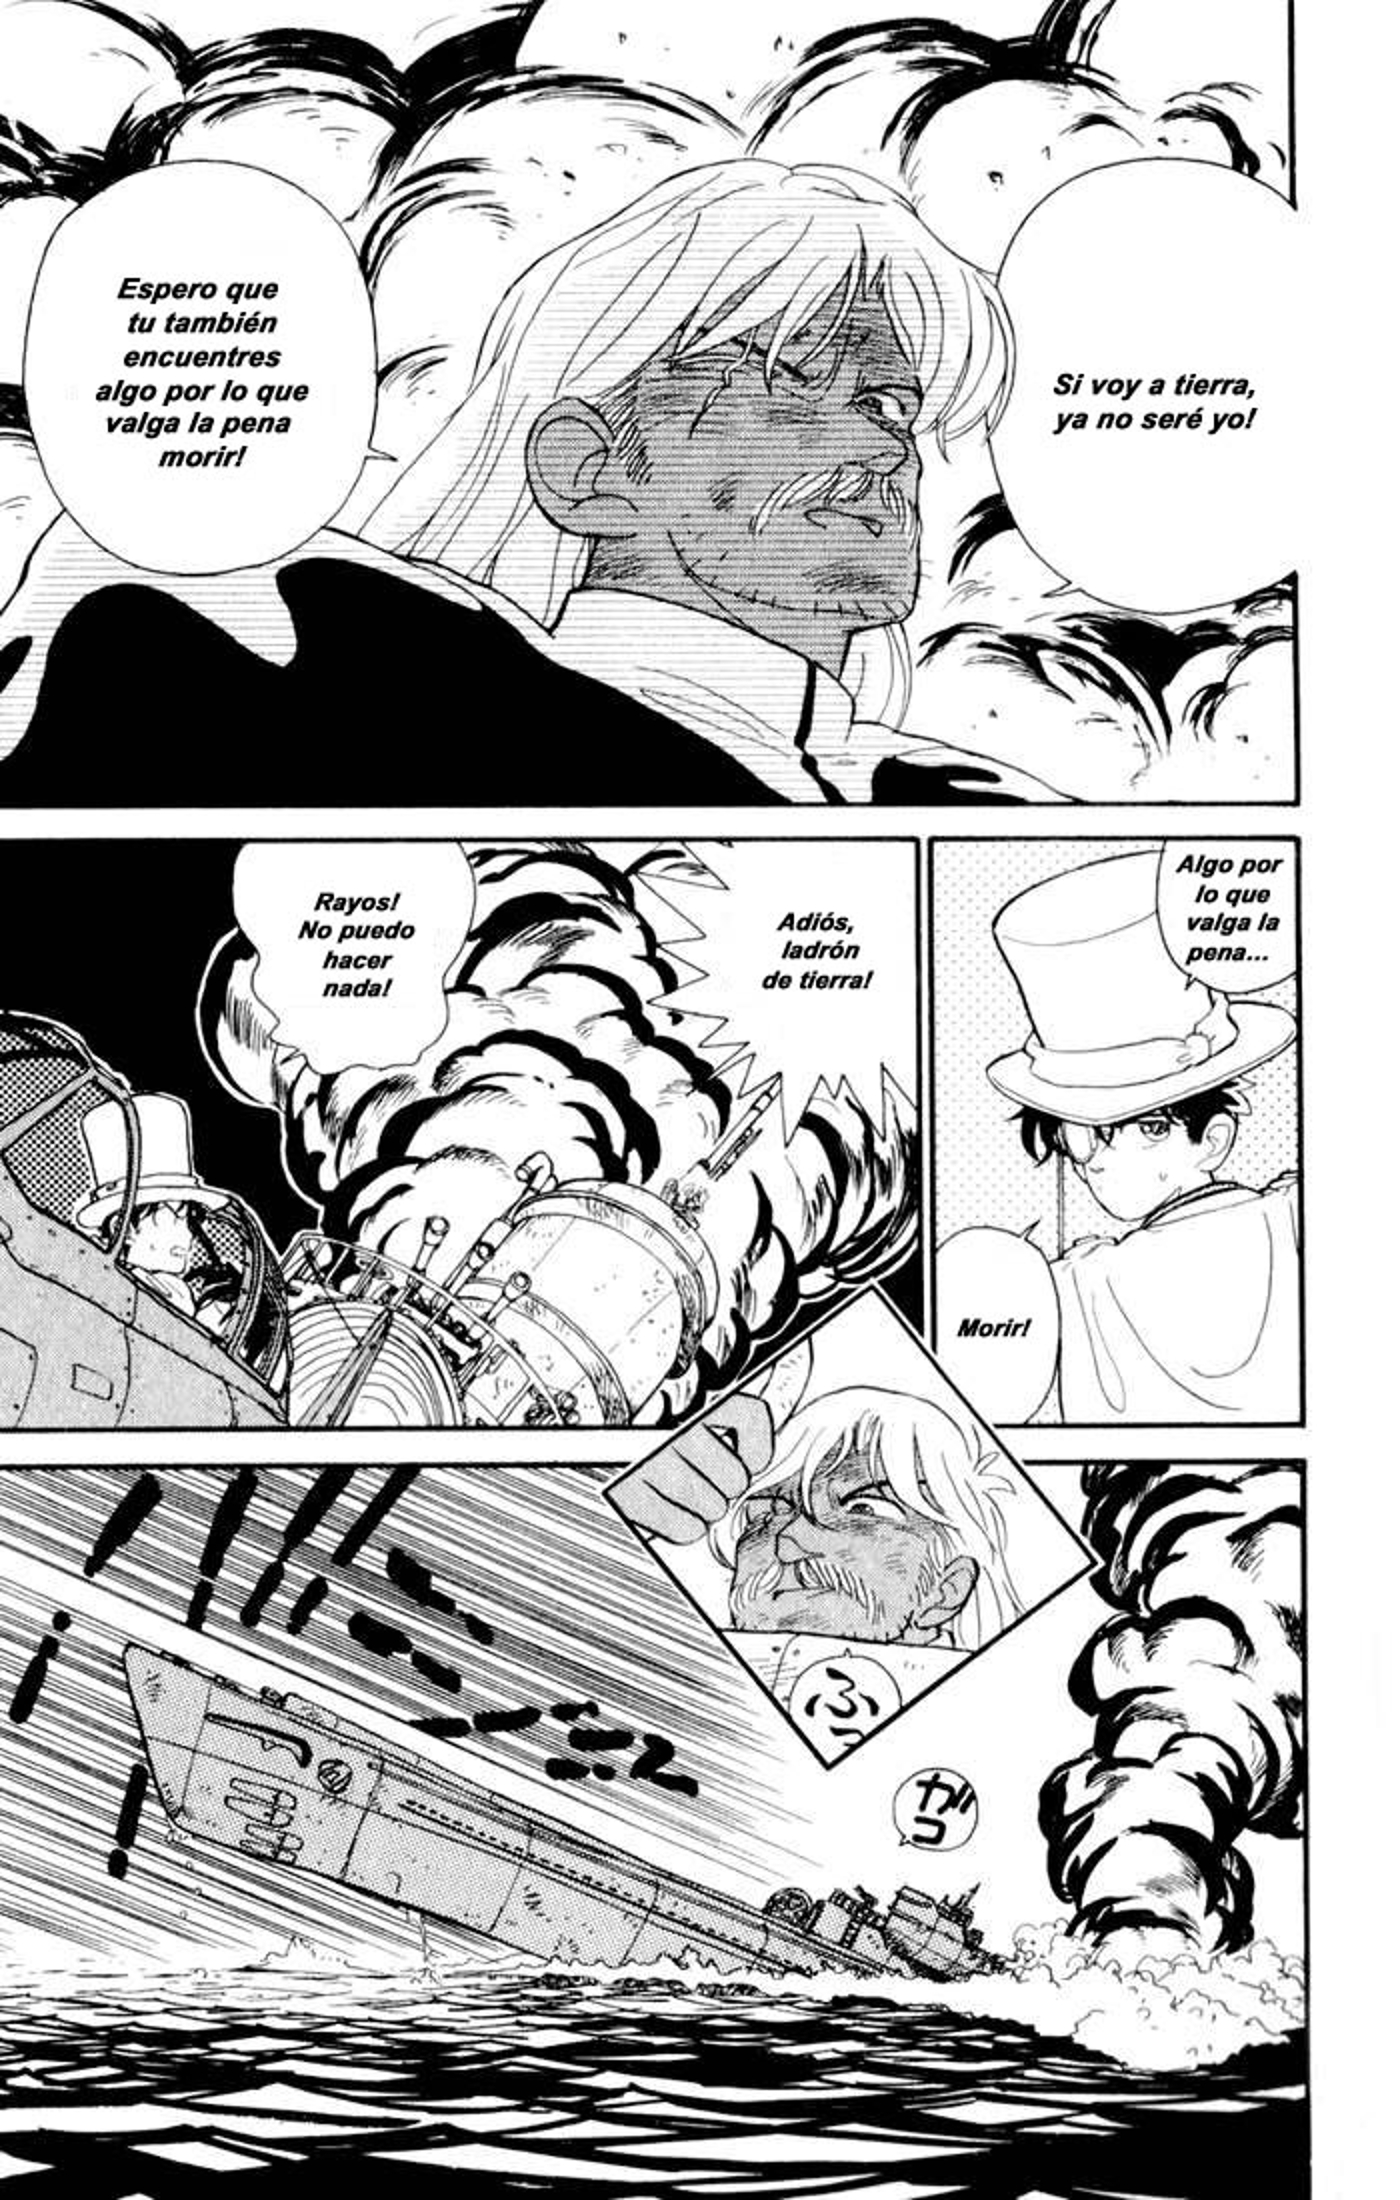 Si voy a tierra,
ya no seré yo!
Espero que
tu también
encuentres
algo por lo que
valga la pena
morir!
Algo por
lo que
valga la
pena...
Morir!
Adiós,
ladrón
de tierra!
Rayos!
No puedo
hacer
nada!
ふっ
ガコ